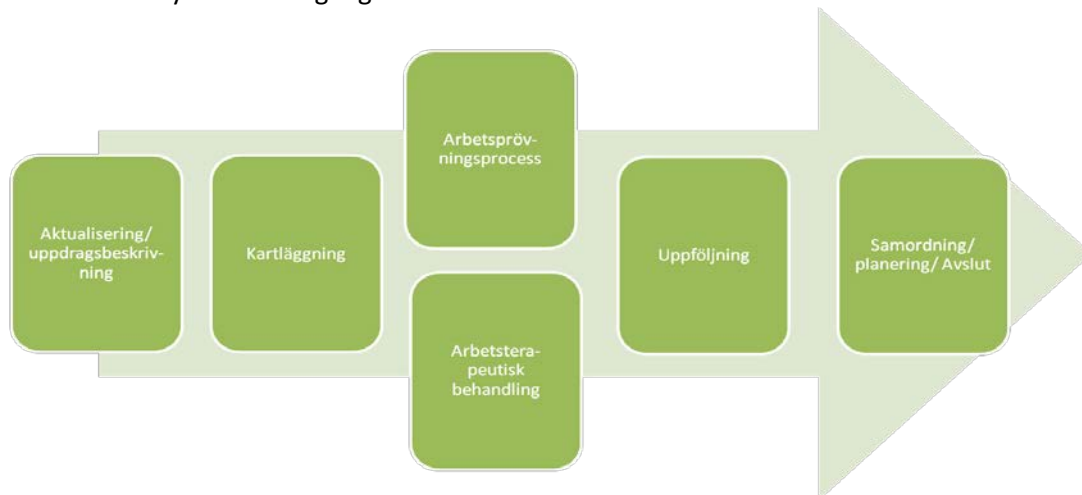 Aktualisering/
uppdragsbeskriv-
ning
Kartläggning
Arbetspröv-
ningsprocess
Arbetstera-
peutisk
behandling
Uppföljning
Samordning/
planering/ Avslut